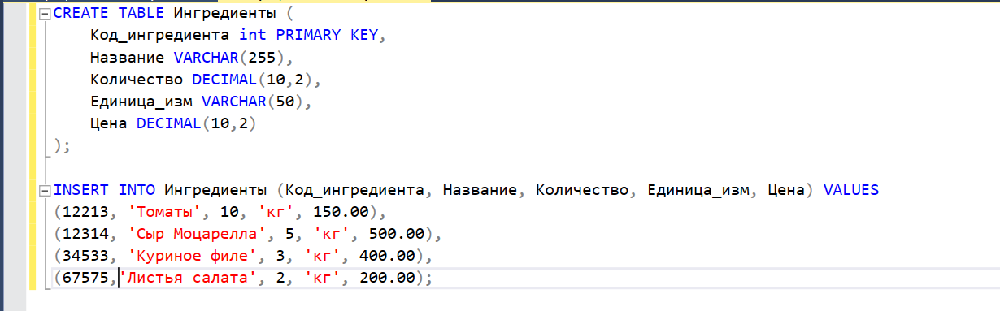 CREATE TABLE Ингредиенты (
    Код_ингредиента int PRIMARY KEY,
    Название VARCHAR(255),
    Количество DECIMAL(10,2),
    Единица_изм VARCHAR(50),
    Цена DECIMAL(10,2)
);
INSERT INTO Ингредиенты (Код_ингредиента, Название, Количество, Единица_изм, Цена) VALUES
(12213, 'Томаты', 10, 'кг', 150.00),
(12314, 'Сыр Моцарелла', 5, 'кг', 500.00),
(34533, 'Куриное филе', 3, 'кг', 400.00),
(67575,'Листья салата', 2, 'кг', 200.00);